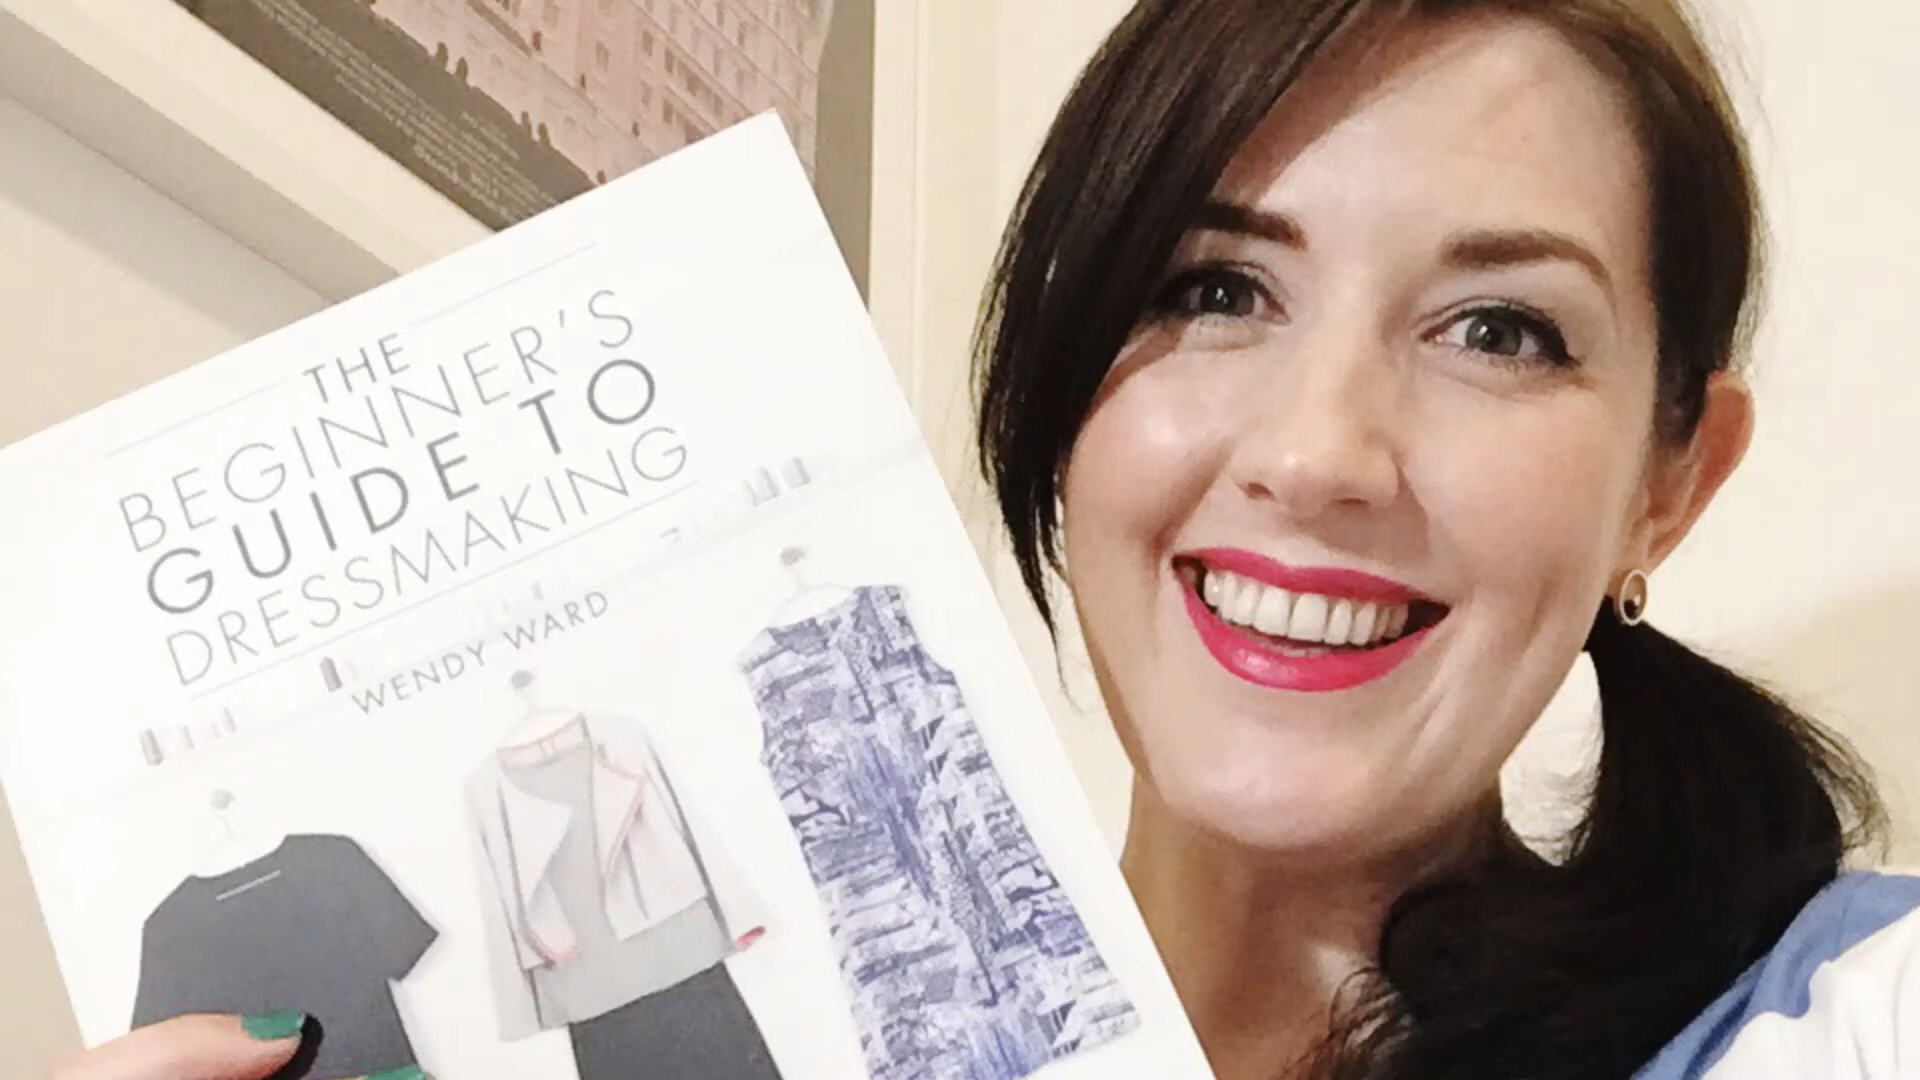 THE
BEGINNER'S
GUIDE TO
DRESSMAKING
WENDY WARD